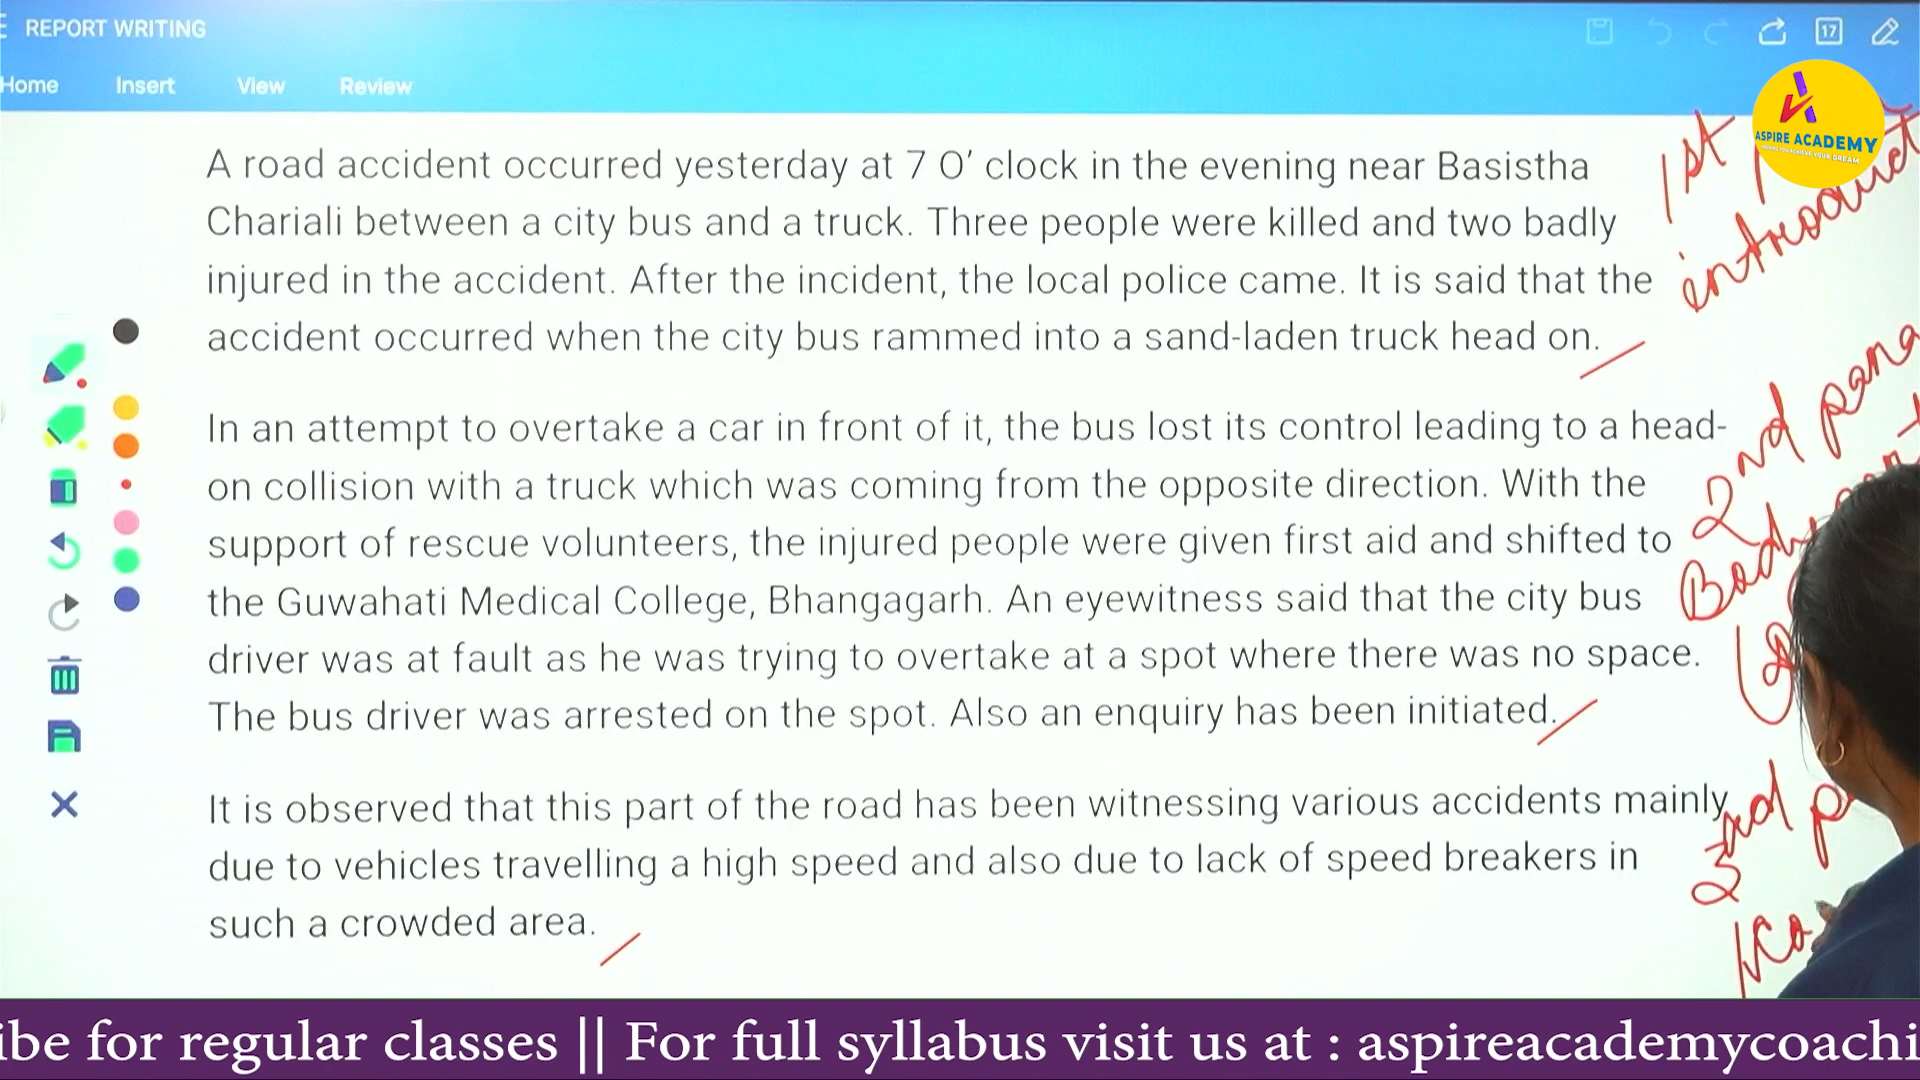 REPORT WRITING
17
Home Insert View Review
ASPIRE ACADEMY
HELPING YOU ACHIEVE YOUR DREAM
A road accident occurred yesterday at 7 O’ clock in the evening near Basistha
Chariali between a city bus and a truck. Three people were killed and two badly
injured in the accident. After the incident, the local police came. It is said that the
accident occurred when the city bus rammed into a sand-laden truck head on.
1st
introduct
In an attempt to overtake a car in front of it, the bus lost its control leading to a head-
on collision with a truck which was coming from the opposite direction. With the
support of rescue volunteers, the injured people were given first aid and shifted to
the Guwahati Medical College, Bhangagarh. An eyewitness said that the city bus
driver was at fault as he was trying to overtake at a spot where there was no space.
The bus driver was arrested on the spot. Also an enquiry has been initiated.
2nd para
Body
It is observed that this part of the road has been witnessing various accidents mainly
due to vehicles travelling a high speed and also due to lack of speed breakers in
such a crowded area.
3rd p
ibe for regular classes || For full syllabus visit us at : aspireacademycoachi